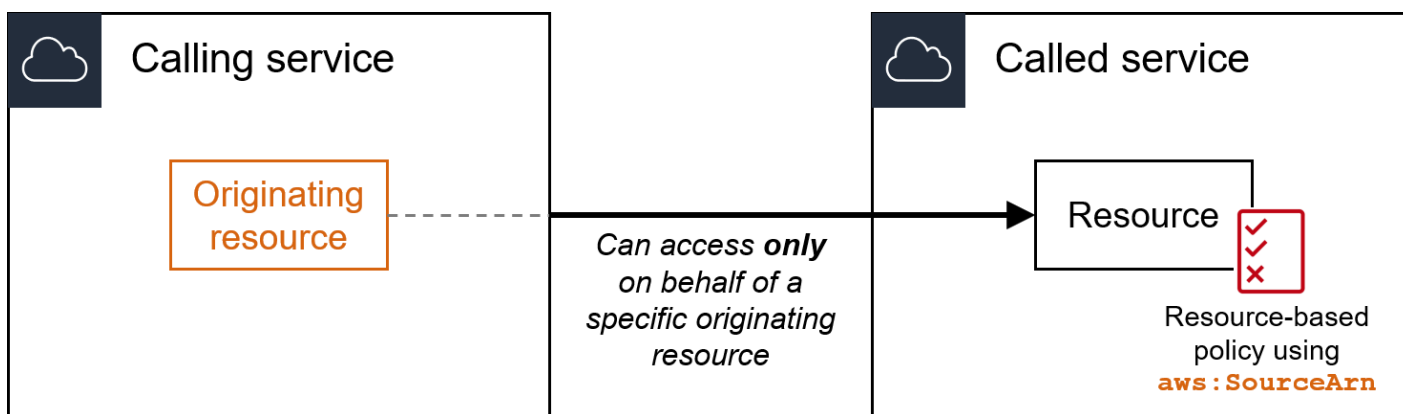 Calling service
Called service
Originating
resource
Can access only
on behalf of a
specific originating
resource
Resource
Resource-based
policy using
aws:SourceArn